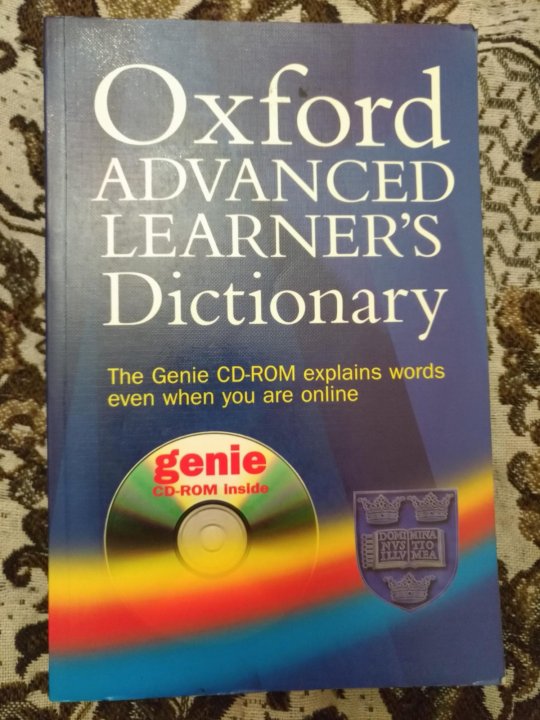 Oxford
ADVANCED
LEARNER'S
Dictionary
The Genie CD-ROM explains words
even when you are online
genie
CD-ROM inside
DOMI MINA
NVS TIO
ILLV MEA